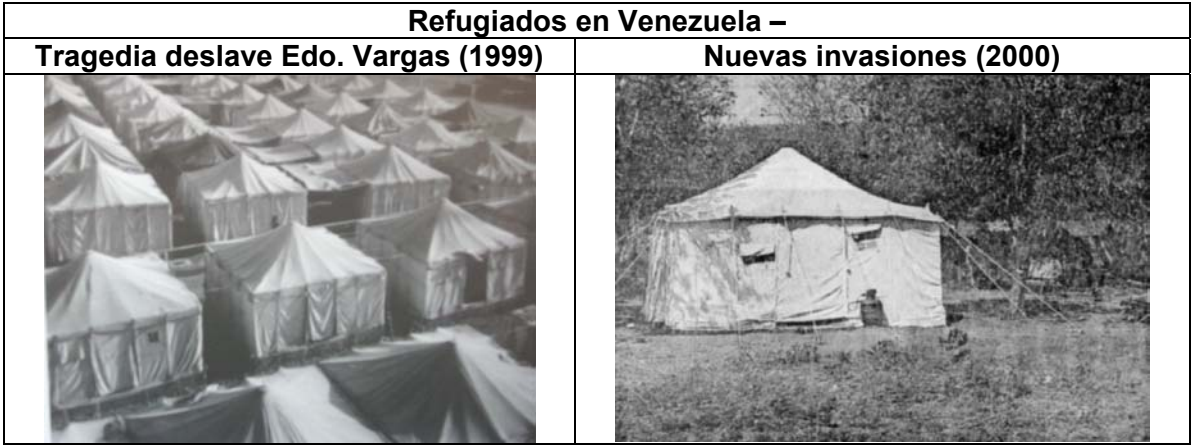 Refugiados en Venezuela –
Tragedia deslave Edo. Vargas (1999)
Nuevas invasiones (2000)